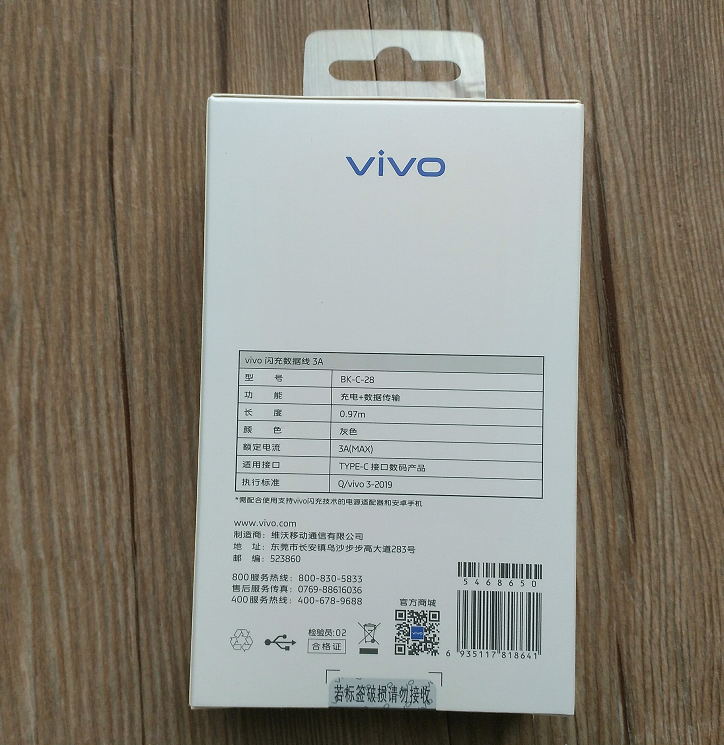 vivo
vivo 闪充数据线 3A
型 号 BK-C-28
功 能 充电+数据传输
长 度 0.97m
颜 色 灰色
额定电流 3A(MAX)
适用接口 TYPE-C 接口数码产品
执行标准 Q/vivo 3-2019
*需配合使用支持vivo闪充技术的电源适配器和安卓手机
www.vivo.com
制造商：维沃移动通信有限公司
地 址：东莞市长安镇乌沙步步高大道283号
邮 编：523860
800服务热线：800-830-5833
售后服务传真：0769-88616036
400服务热线：400-678-9688
检验员:02
合格证
官方商城
vivo
5468650
6 935117 818641
若标签破损请勿接收